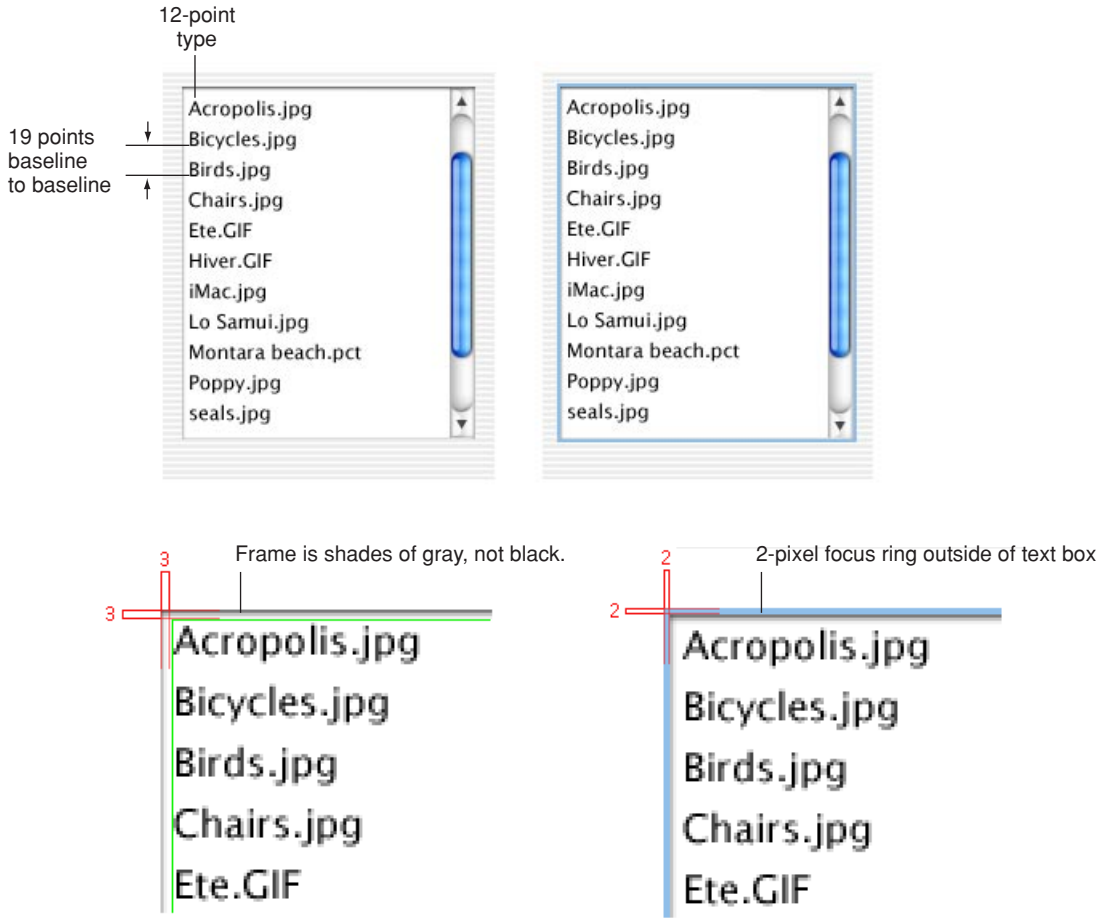 12-point
type
19 points
baseline
to baseline
Acropolis.jpg
Bicycles.jpg
Birds.jpg
Chairs.jpg
Ete.GIF
Hiver.GIF
iMac.jpg
Lo Samui.jpg
Montara beach.pct
Poppy.jpg
seals.jpg
Acropolis.jpg
Bicycles.jpg
Birds.jpg
Chairs.jpg
Ete.GIF
Hiver.GIF
iMac.jpg
Lo Samui.jpg
Montara beach.pct
Poppy.jpg
seals.jpg
3
Frame is shades of gray, not black.
3
Acropolis.jpg
Bicycles.jpg
Birds.jpg
Chairs.jpg
Ete.GIF
2
2-pixel focus ring outside of text box
2
Acropolis.jpg
Bicycles.jpg
Birds.jpg
Chairs.jpg
Ete.GIF